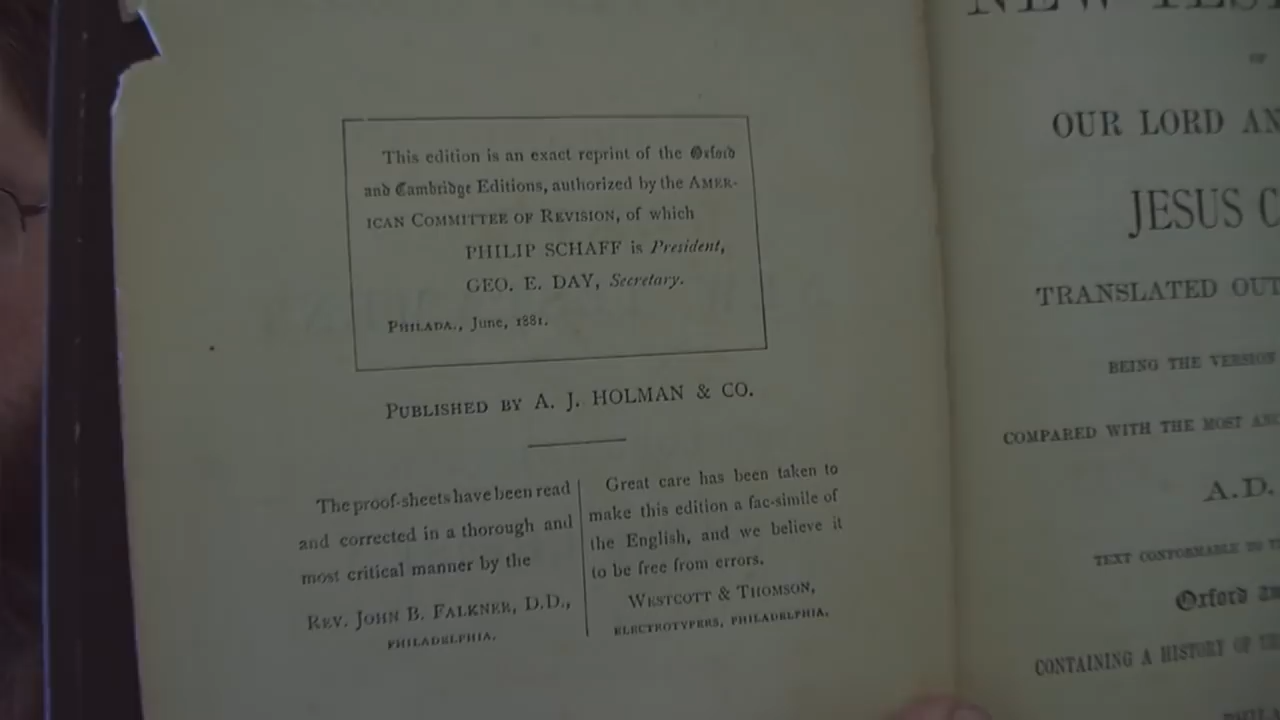 This edition is an exact reprint of the Oxford
and Cambridge Editions, authorized by the AMER-
ICAN COMMITTEE OF REVISION, of which
PHILIP SCHAFF is President,
GEO. E. DAY, Secretary.
PHILADA., June, 1881.
PUBLISHED BY A. J. HOLMAN & CO.
The proof-sheets have been read
and corrected in a thorough and
most critical manner by the
REV. JOHN B. FALKNER, D.D.,
PHILADELPHIA.
Great care has been taken to
make this edition a fac-simile of
the English, and we believe it
to be free from errors.
WESTCOTT & THOMSON,
ELECTROTYPERS, PHILADELPHIA.
NEW
OF
OUR LORD
JESUS
TRANSLATED OUT
BEING THE VERSION
COMPARED WITH THE MOST
A.D.
TEXT CONFORMABLE TO
Oxford
CONTAINING A HISTORY OF